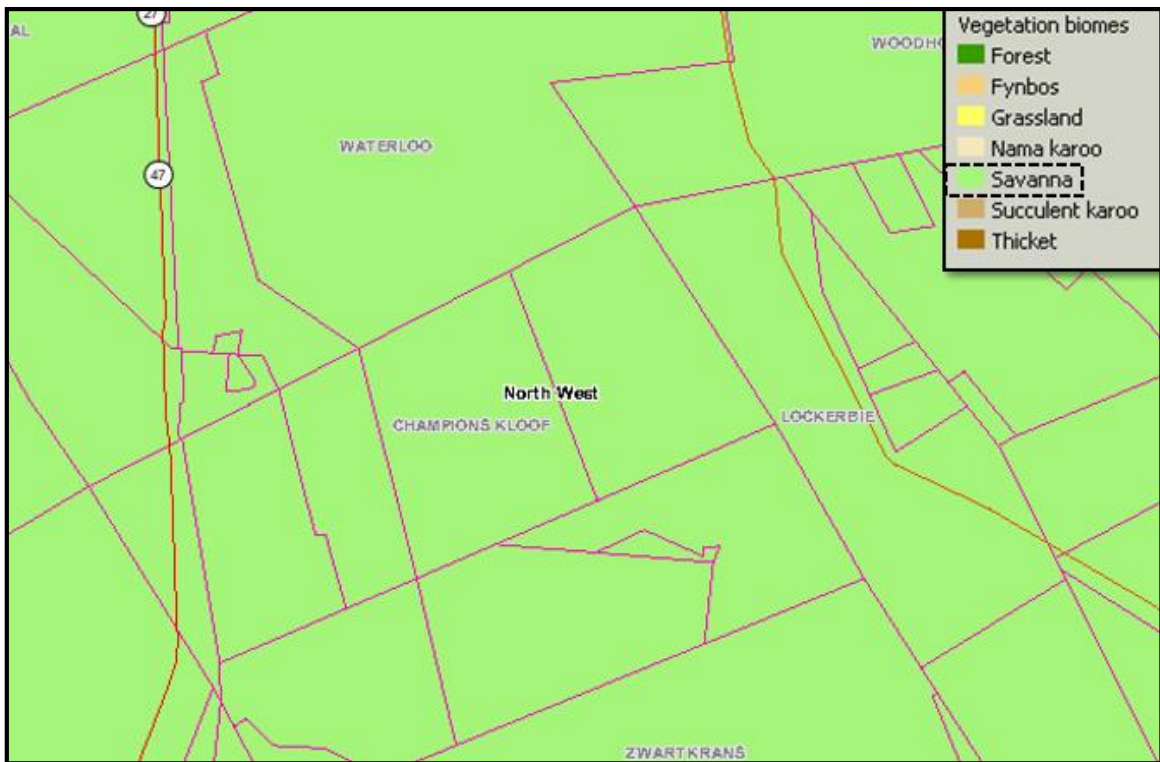 27
AL
WOODHO
Vegetation biomes
Forest
Fynbos
Grassland
Nama karoo
Savanna
Succulent karoo
Thicket
WATERLOO
47
North West
CHAMPIONS KLOOF
LOCKERBIE
ZWARTKRANS